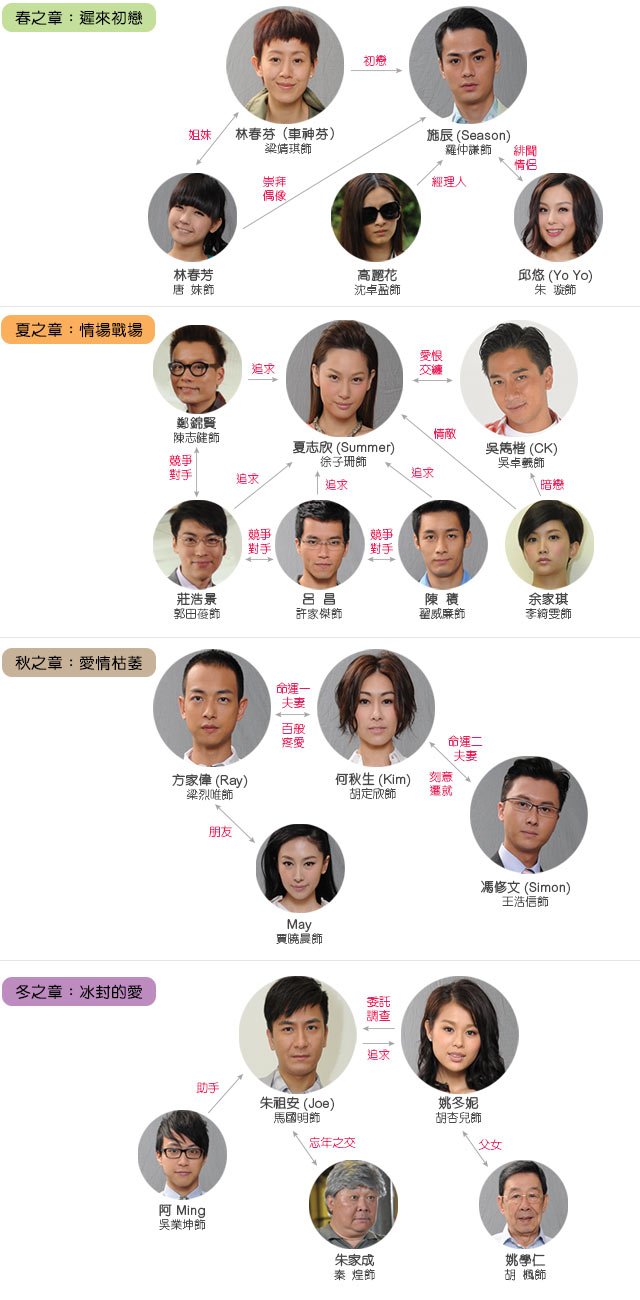 春之章：遲來初戀
初戀
林春芬（車神芬）
梁靖琪飾
施辰 (Season)
羅仲謙飾
姐妹
崇拜
偶像
經理人
緋聞
情侶
林春芳
唐 妹飾
高麗花
沈卓盈飾
邱悠 (Yo Yo)
朱 璇飾
夏之章：情場戰場
追求
愛恨
交纏
鄭錦賢
陳志健飾
夏志欣 (Summer)
徐子珊飾
吳雋楷 (CK)
吳卓羲飾
情敵
競爭
對手
追求
追求
追求
暗戀
競爭
對手
競爭
對手
莊浩景
郭田葰飾
呂 昌
許家傑飾
陳 積
翟威廉飾
余家琪
李綺雯飾
秋之章：愛情枯萎
命運一
夫妻
百般
疼愛
方家偉 (Ray)
梁烈唯飾
何秋生 (Kim)
胡定欣飾
命運二
夫妻
刻意
遷就
朋友
馮修文 (Simon)
王浩信飾
May
賈曉晨飾
冬之章：冰封的愛
委託
調查
追求
朱祖安 (Joe)
馬國明飾
姚冬妮
胡杏兒飾
助手
忘年之交
父女
阿 Ming
吳業坤飾
朱家成
秦 煌飾
姚學仁
胡 楓飾